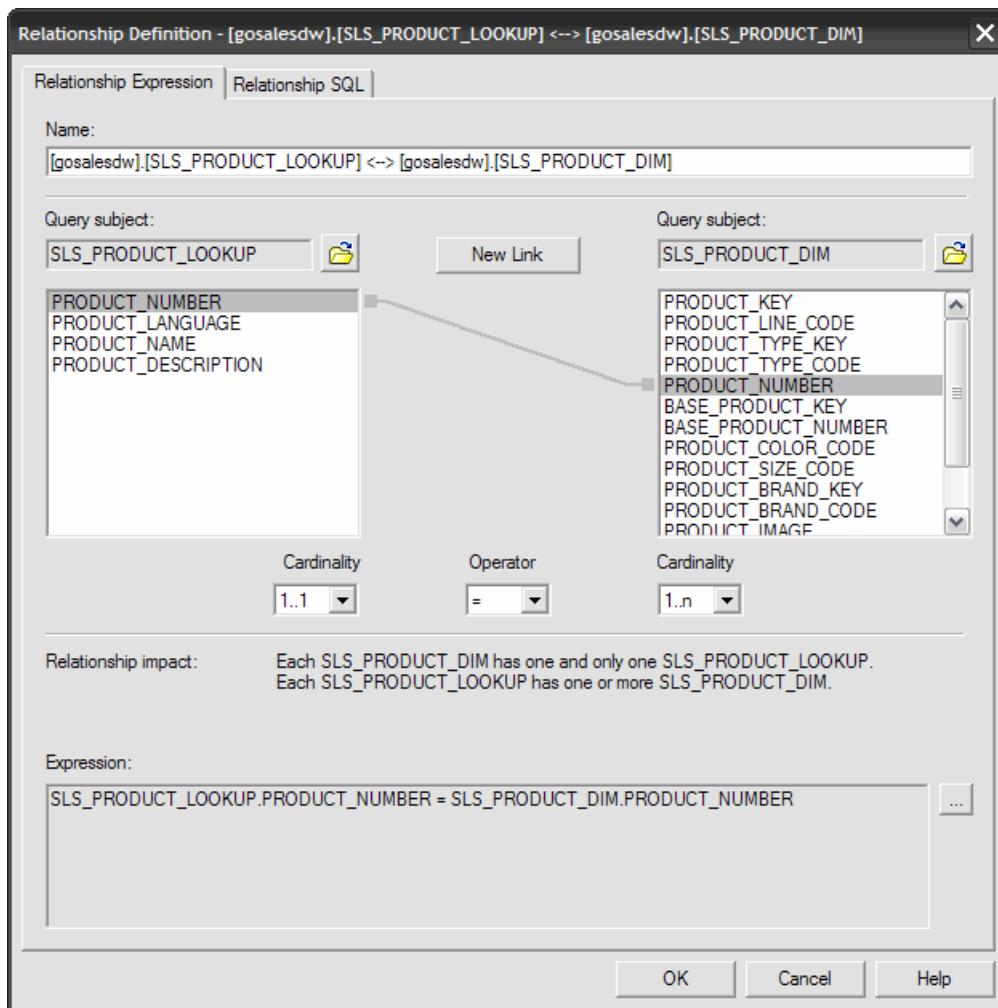 Relationship Definition - [gosalesdw].[SLS_PRODUCT_LOOKUP] <--> [gosalesdw].[SLS_PRODUCT_DIM]
Relationship Expression Relationship SQL
Name:
[gosalesdw].[SLS_PRODUCT_LOOKUP] <--> [gosalesdw].[SLS_PRODUCT_DIM]
Query subject: Query subject:
SLS_PRODUCT_LOOKUP New Link SLS_PRODUCT_DIM
PRODUCT_NUMBER
PRODUCT_LANGUAGE
PRODUCT_NAME
PRODUCT_DESCRIPTION
PRODUCT_KEY
PRODUCT_LINE_CODE
PRODUCT_TYPE_KEY
PRODUCT_TYPE_CODE
PRODUCT_NUMBER
BASE_PRODUCT_KEY
BASE_PRODUCT_NUMBER
PRODUCT_COLOR_CODE
PRODUCT_SIZE_CODE
PRODUCT_BRAND_KEY
PRODUCT_BRAND_CODE
PRODUCT_IMAGE
Cardinality Operator Cardinality
1..1 = 1..n
Relationship impact: Each SLS_PRODUCT_DIM has one and only one SLS_PRODUCT_LOOKUP.
Each SLS_PRODUCT_LOOKUP has one or more SLS_PRODUCT_DIM.
Expression:
SLS_PRODUCT_LOOKUP.PRODUCT_NUMBER = SLS_PRODUCT_DIM.PRODUCT_NUMBER
...
OK Cancel Help